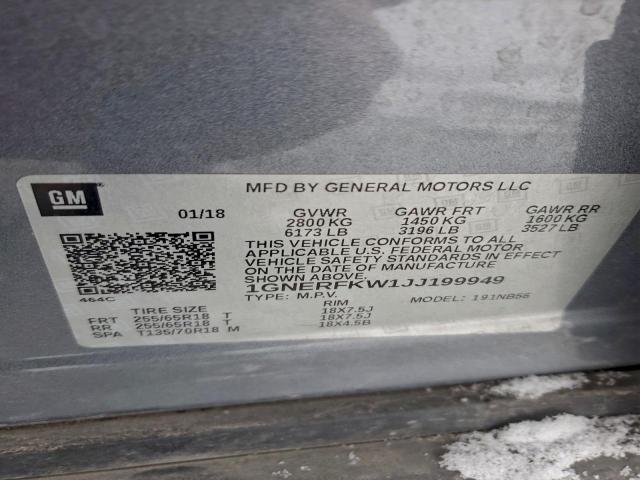 GM
MFD BY GENERAL MOTORS LLC
01/18 GVWR GAWR FRT GAWR RR
2800 KG 1450 KG 1600 KG
6173 LB 3196 LB 3527 LB
THIS VEHICLE CONFORMS TO ALL
APPLICABLE U.S. FEDERAL MOTOR
VEHICLE SAFETY STANDARDS IN EFFECT
ON THE DATE OF MANUFACTURE
SHOWN ABOVE.
1GNERFKW1JJ199949
TYPE: M.P.V. MODEL: 191NB56
464C
TIRE SIZE RIM
FRT 255/65R18 T 18X7.5J
RR 255/65R18 T 18X7.5J
SPA T135/70R18 M 18X4.5B